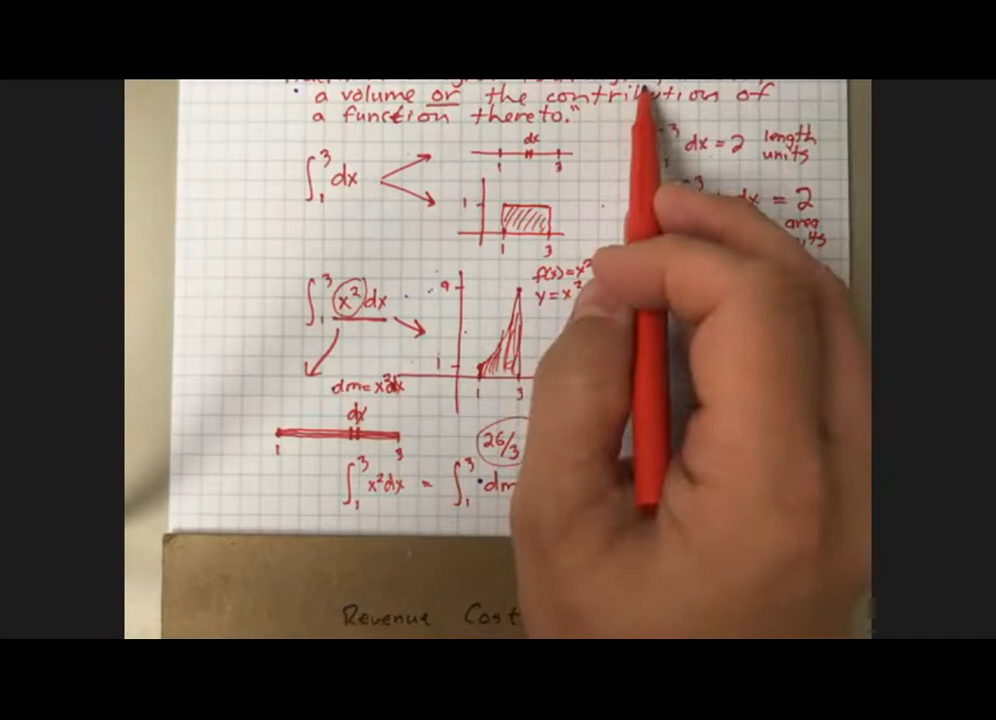 a volume or the contribution of
a function thereto."
∫₁³ dx
dx
1 3
1
1 3
dx = 2 length
units
dx = 2
area
∫₁³ x² dx
9
1
1 3
f(x) = x²
y = x²
dm = x²dx
dx
1 3
26/3
∫₁³ x²dx = ∫₁³ dm
Revenue Cost